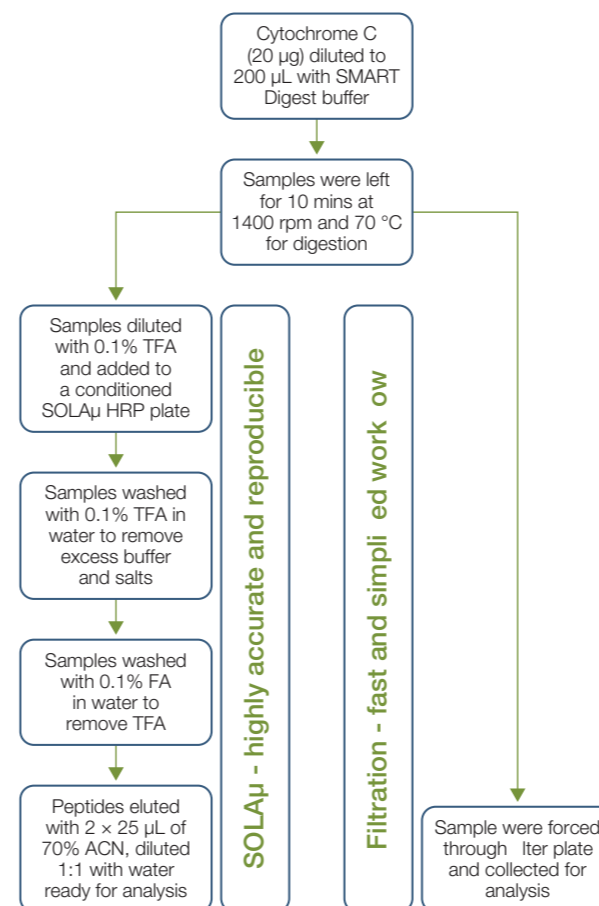 Cytochrome C
(20 µg) diluted to
200 µL with SMART
Digest buffer
Samples were left
for 10 mins at
1400 rpm and 70 °C
for digestion
Samples diluted
with 0.1% TFA
and added to
a conditioned
SOLAµ HRP plate
Samples washed
with 0.1% TFA in
water to remove
excess buffer
and salts
Samples washed
with 0.1% FA
in water to
remove TFA
Peptides eluted
with 2 × 25 µL of
70% ACN, diluted
1:1 with water
ready for analysis
SOLAµ - highly accurate and reproducible
Filtration - fast and simpli ed work ow
Sample were forced
through lter plate
and collected for
analysis